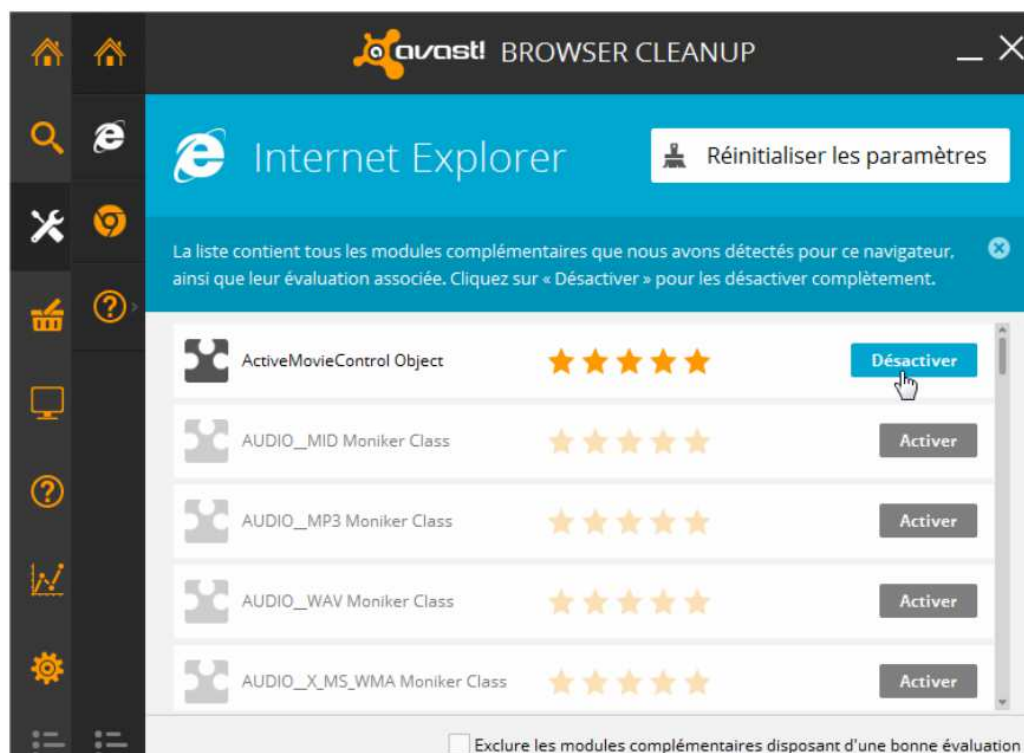 avast! BROWSER CLEANUP
Internet Explorer
Réinitialiser les paramètres
La liste contient tous les modules complémentaires que nous avons détectés pour ce navigateur,
ainsi que leur évaluation associée. Cliquez sur « Désactiver » pour les désactiver complètement.
ActiveMovieControl Object
Désactiver
AUDIO__MID Moniker Class
Activer
AUDIO__MP3 Moniker Class
Activer
AUDIO__WAV Moniker Class
Activer
AUDIO__X_MS_WMA Moniker Class
Activer
Exclure les modules complémentaires disposant d'une bonne évaluation